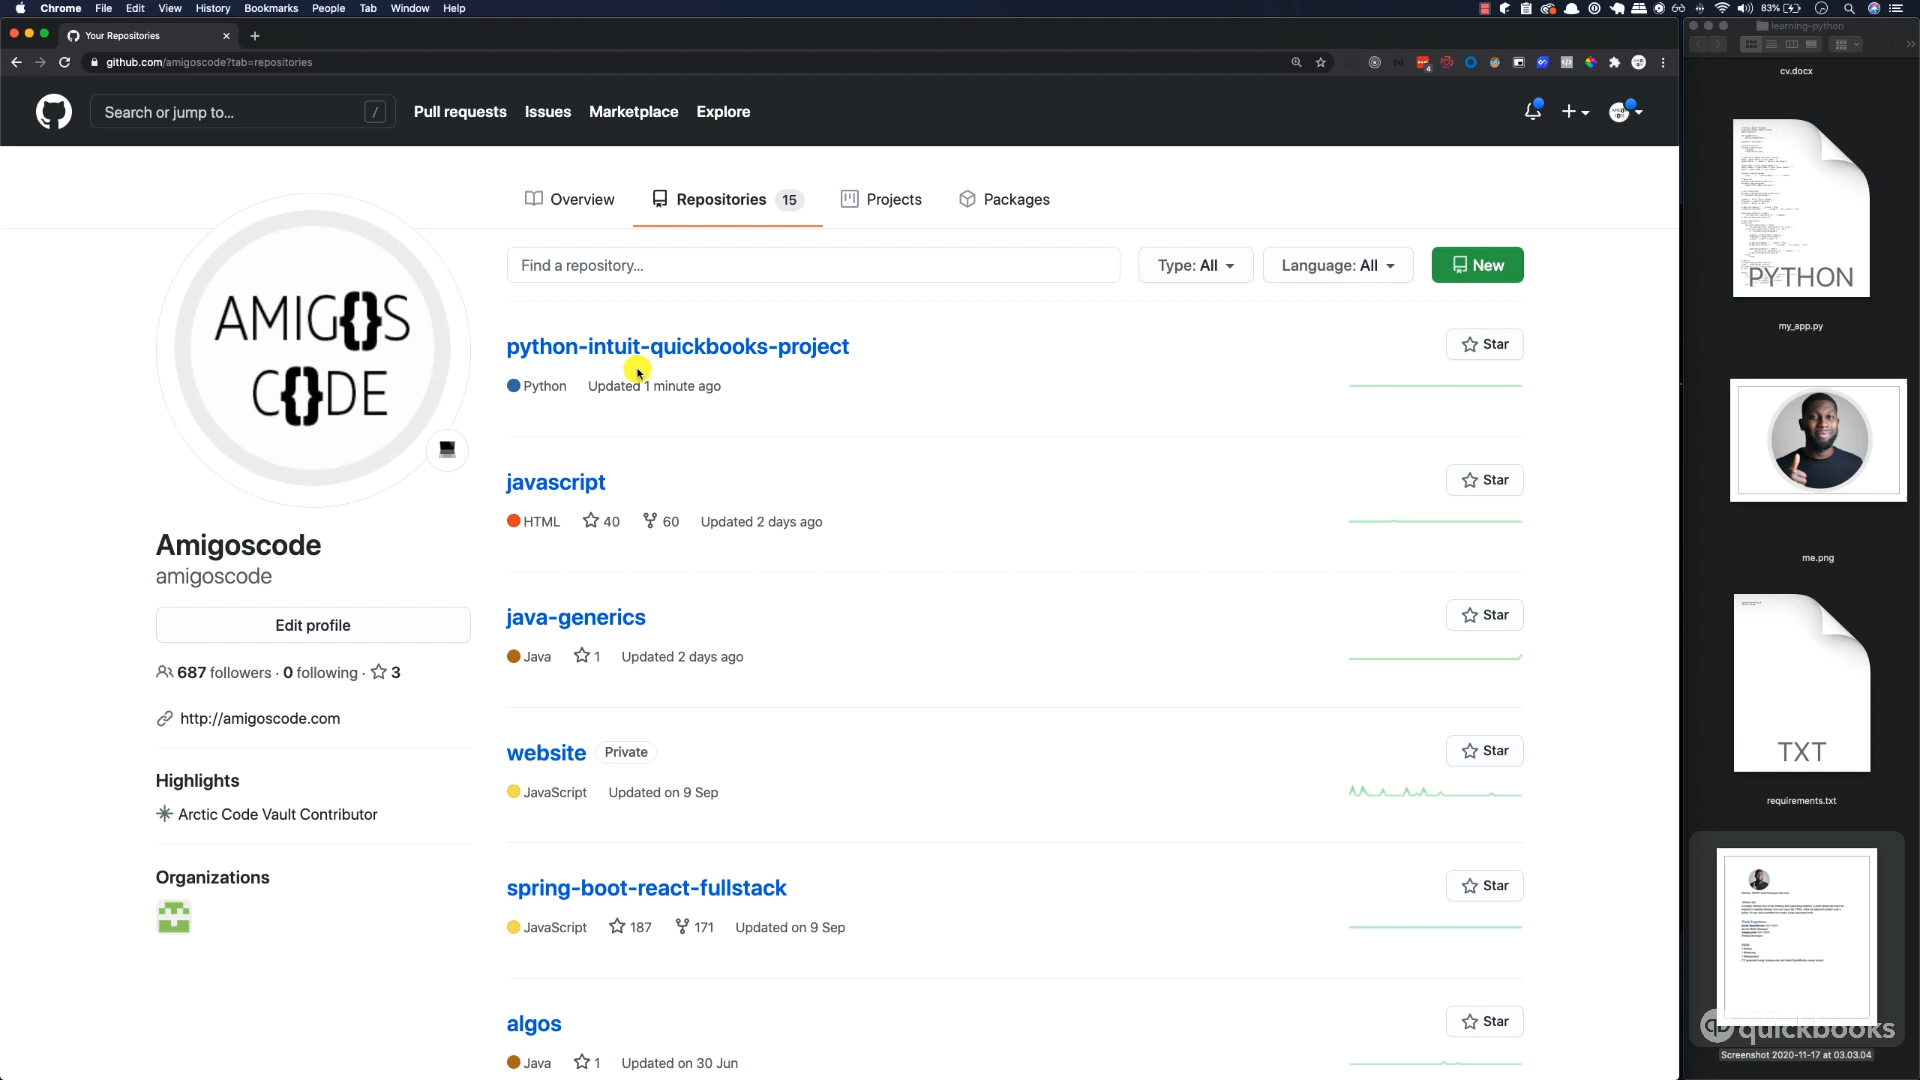 Chrome File Edit View History Bookmarks People Tab Window Help
83%
Your Repositories
github.com/amigoscode?tab=repositories
Search or jump to...
/
Pull requests Issues Marketplace Explore
Overview Repositories 15 Projects Packages
Find a repository...
Type: All
Language: All
New
AMIG{}S
C{}DE
python-intuit-quickbooks-project
Star
Python Updated 1 minute ago
javascript
Star
HTML 40 60 Updated 2 days ago
java-generics
Star
Java 1 Updated 2 days ago
website Private
Star
JavaScript Updated on 9 Sep
spring-boot-react-fullstack
Star
JavaScript 187 171 Updated on 9 Sep
algos
Star
Java 1 Updated on 30 Jun
Amigoscode
amigoscode
Edit profile
687 followers · 0 following · 3
http://amigoscode.com
Highlights
Arctic Code Vault Contributor
Organizations
learning-python
cv.docx
PYTHON
my_app.py
me.png
TXT
requirements.txt
quickbooks
Screenshot 2020-11-17 at 03.03.04